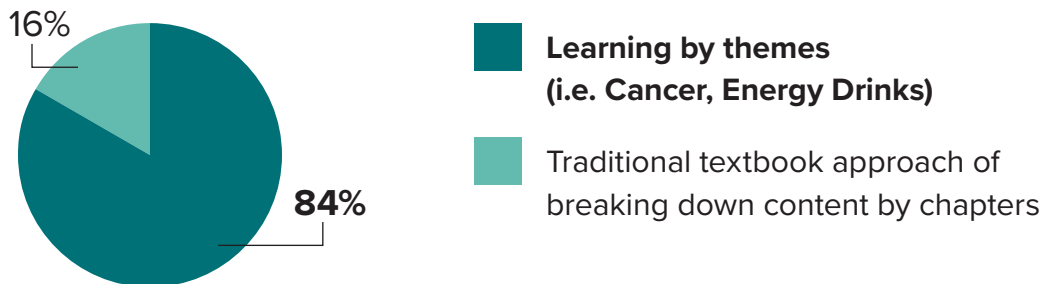 16%
84%
Learning by themes
(i.e. Cancer, Energy Drinks)
Traditional textbook approach of
breaking down content by chapters